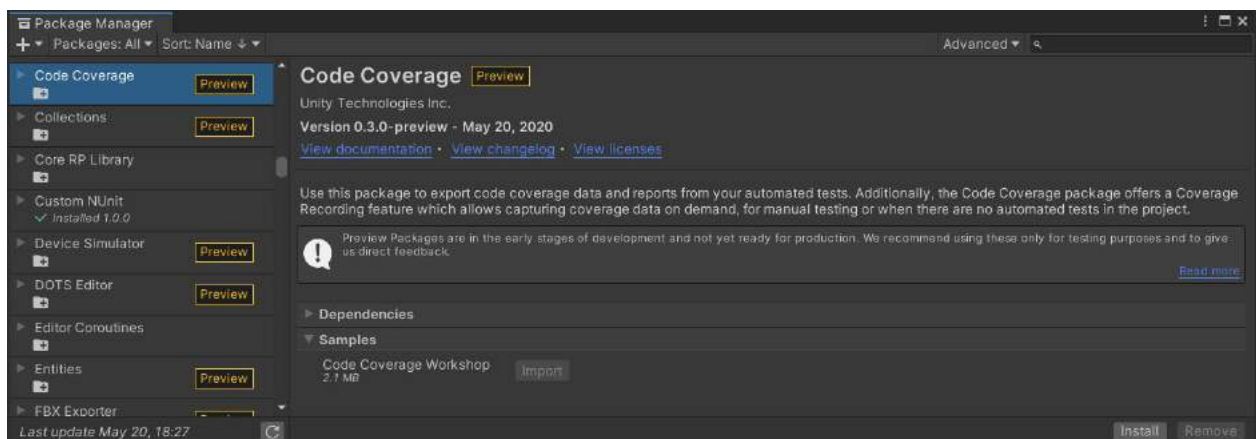 Package Manager
Packages: All Sort: Name Advanced
Code Coverage Preview
Collections Preview
Core RP Library
Custom NUnit
Installed 1.0.0
Device Simulator Preview
DOTS Editor Preview
Editor Coroutines
Entities Preview
FBX Exporter
Last update May 20, 18:27
Code Coverage Preview
Unity Technologies Inc.
Version 0.3.0-preview - May 20, 2020
View documentation • View changelog • View licenses
Use this package to export code coverage data and reports from your automated tests. Additionally, the Code Coverage package offers a Coverage
Recording feature which allows capturing coverage data on demand, for manual testing or when there are no automated tests in the project.
Preview Packages are in the early stages of development and not yet ready for production. We recommend using these only for testing purposes and to give
us direct feedback.
Read more
Dependencies
Samples
Code Coverage Workshop Import
2.1 MB
Install Remove